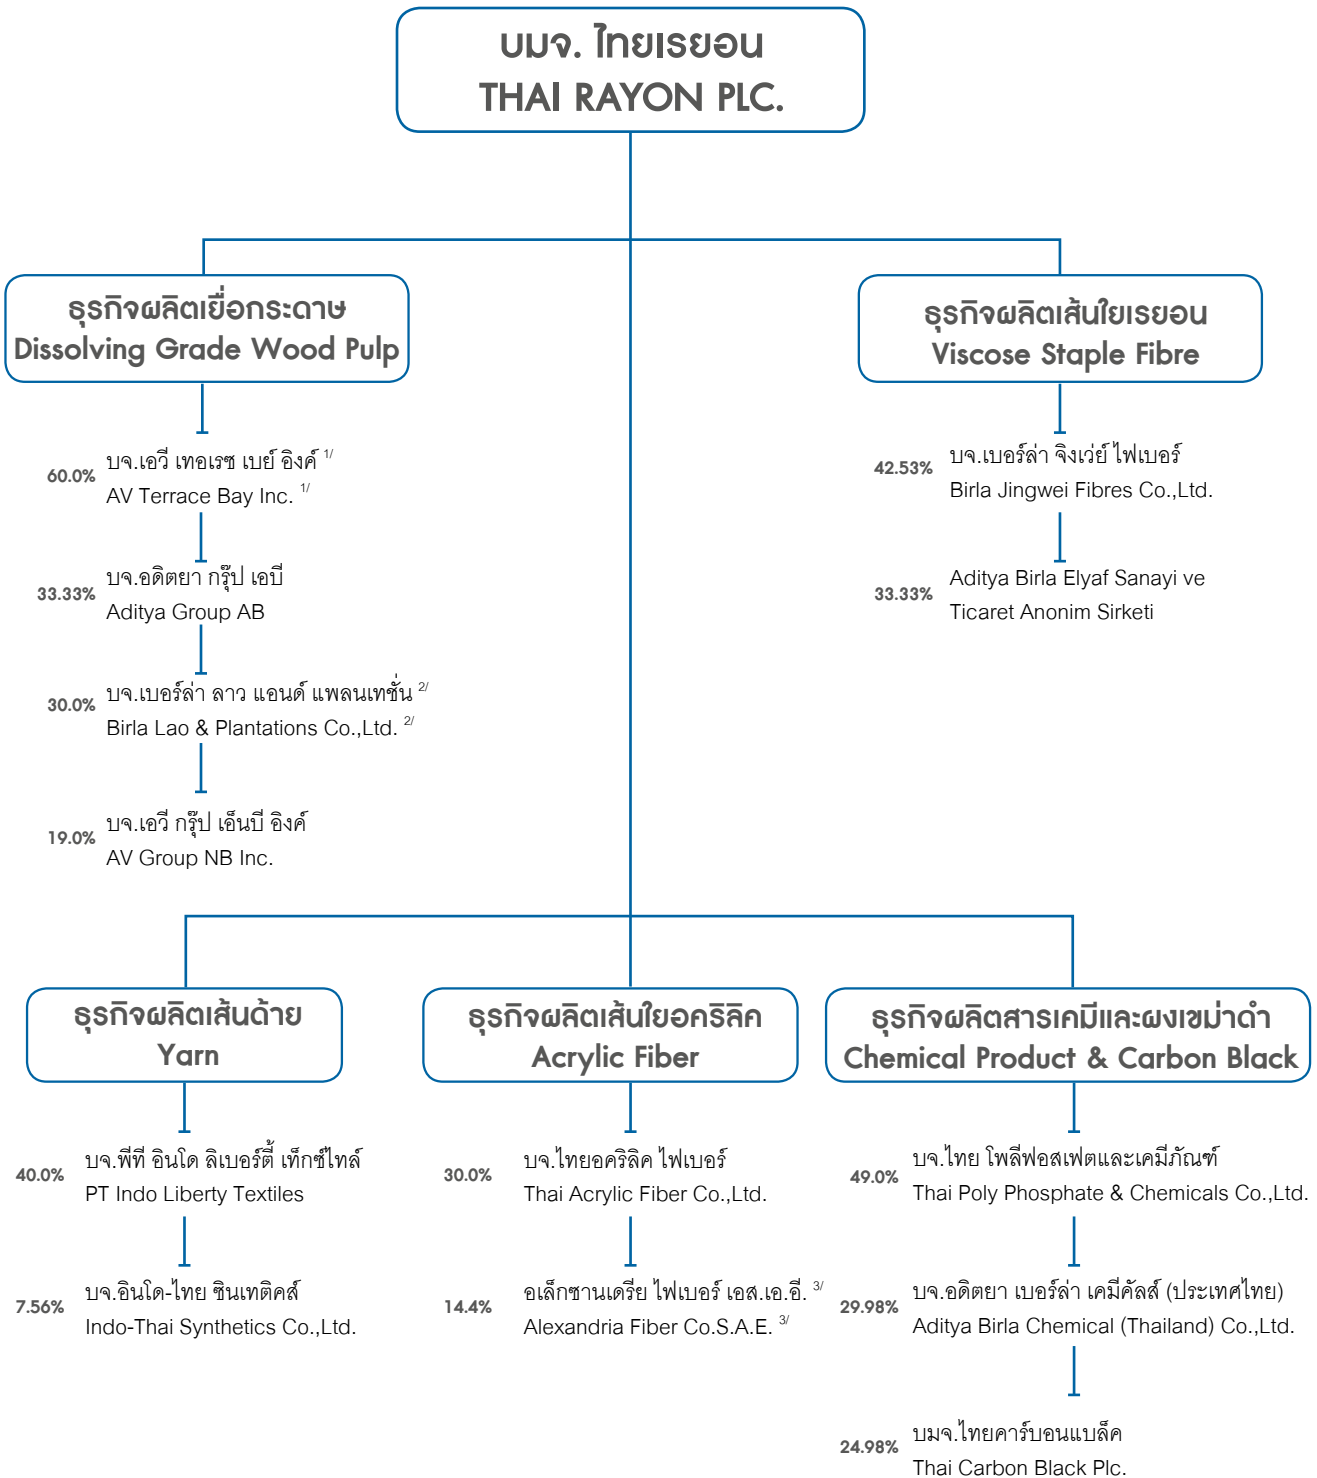 บมจ. ไทยเรยอน
THAI RAYON PLC.
ธุรกิจผลิตเยื่อกระดาษ
Dissolving Grade Wood Pulp
60.0%
บจ.เอวี เทอเรซ เบย์ อิงค์ 1/
AV Terrace Bay Inc. 1/
33.33%
บจ.อดิตยา กรุ๊ป เอบี
Aditya Group AB
30.0%
บจ.เบอร์ล่า ลาว แอนด์ แพลนเทชั่น 2/
Birla Lao & Plantations Co.,Ltd. 2/
19.0%
บจ.เอวี กรุ๊ป เอ็นบี อิงค์
AV Group NB Inc.
ธุรกิจผลิตเส้นใยเรยอน
Viscose Staple Fibre
42.53%
บจ.เบอร์ล่า จิงเว่ย์ ไฟเบอร์
Birla Jingwei Fibres Co.,Ltd.
33.33%
Aditya Birla Elyaf Sanayi ve
Ticaret Anonim Sirketi
ธุรกิจผลิตเส้นด้าย
Yarn
40.0%
บจ.พีที อินโด ลิเบอร์ตี้ เท็กซ์ไทล์
PT Indo Liberty Textiles
7.56%
บจ.อินโด-ไทย ซินเทติคส์
Indo-Thai Synthetics Co.,Ltd.
ธุรกิจผลิตเส้นใยอคริลิค
Acrylic Fiber
30.0%
บจ.ไทยอคริลิค ไฟเบอร์
Thai Acrylic Fiber Co.,Ltd.
14.4%
อเล็กซานเดรีย ไฟเบอร์ เอส.เอ.อี. 3/
Alexandria Fiber Co.S.A.E. 3/
ธุรกิจผลิตสารเคมีและผงเขม่าดำ
Chemical Product & Carbon Black
49.0%
บจ.ไทย โพลีฟอสเฟตและเคมีภัณฑ์
Thai Poly Phosphate & Chemicals Co.,Ltd.
29.98%
บจ.อดิตยา เบอร์ล่า เคมีคัลส์ (ประเทศไทย)
Aditya Birla Chemical (Thailand) Co.,Ltd.
24.98%
บมจ.ไทยคาร์บอนแบล็ค
Thai Carbon Black Plc.